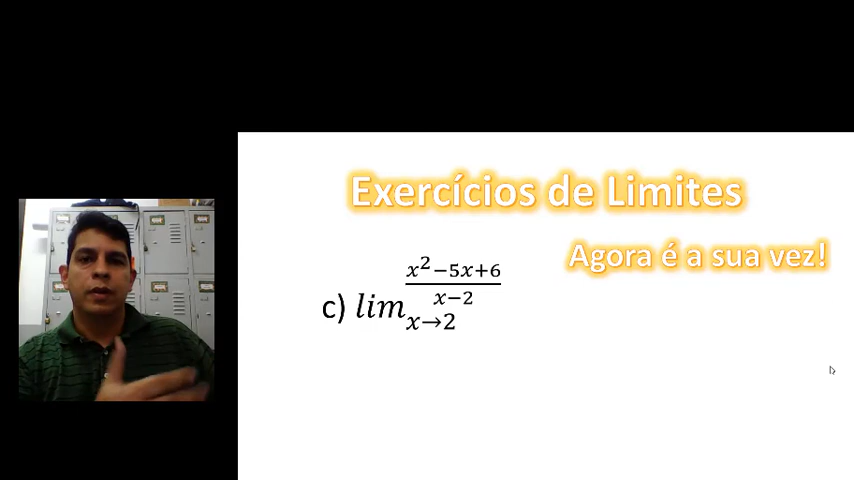 Exercícios de Limites
Agora é a sua vez!
c) lim x→2 x²−5x+6 / x−2